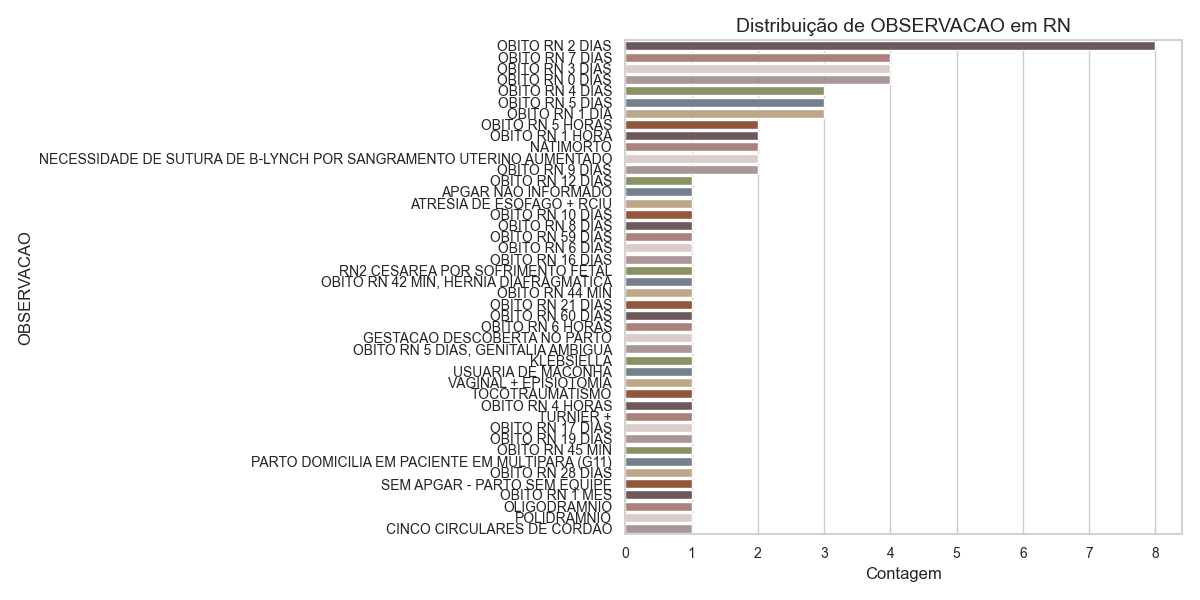 Distribuição de OBSERVACAO em RN
OBITO RN 2 DIAS
OBITO RN 7 DIAS
OBITO RN 3 DIAS
OBITO RN 0 DIAS
OBITO RN 4 DIAS
OBITO RN 5 DIAS
OBITO RN 1 DIA
OBITO RN 5 HORAS
OBITO RN 1 HORA
NATIMORTO
NECESSIDADE DE SUTURA DE B-LYNCH POR SANGRAMENTO UTERINO AUMENTADO
OBITO RN 9 DIAS
OBITO RN 12 DIAS
APGAR NAO INFORMADO
ATRESIA DE ESOFAGO + RCIU
OBITO RN 10 DIAS
OBITO RN 8 DIAS
OBITO RN 59 DIAS
OBITO RN 6 DIAS
OBITO RN 16 DIAS
RN2 CESAREA POR SOFRIMENTO FETAL
OBITO RN 42 MIN, HERNIA DIAFRAGMATICA
OBITO RN 44 MIN
OBITO RN 21 DIAS
OBITO RN 60 DIAS
OBITO RN 6 HORAS
GESTACAO DESCOBERTA NO PARTO
OBITO RN 5 DIAS, GENITALIA AMBIGUA
KLEBSIELLA
USUARIA DE MACONHA
VAGINAL + EPISIOTOMIA
TOCOTRAUMATISMO
OBITO RN 4 HORAS
TURNIER +
OBITO RN 17 DIAS
OBITO RN 19 DIAS
OBITO RN 45 MIN
PARTO DOMICILIA EM PACIENTE EM MULTIPARA (G11)
OBITO RN 28 DIAS
SEM APGAR - PARTO SEM EQUIPE
OBITO RN 1 MES
OLIGODRAMNIO
POLIDRAMNIO
CINCO CIRCULARES DE CORDAO
OBSERVACAO
0 1 2 3 4 5 6 7 8
Contagem